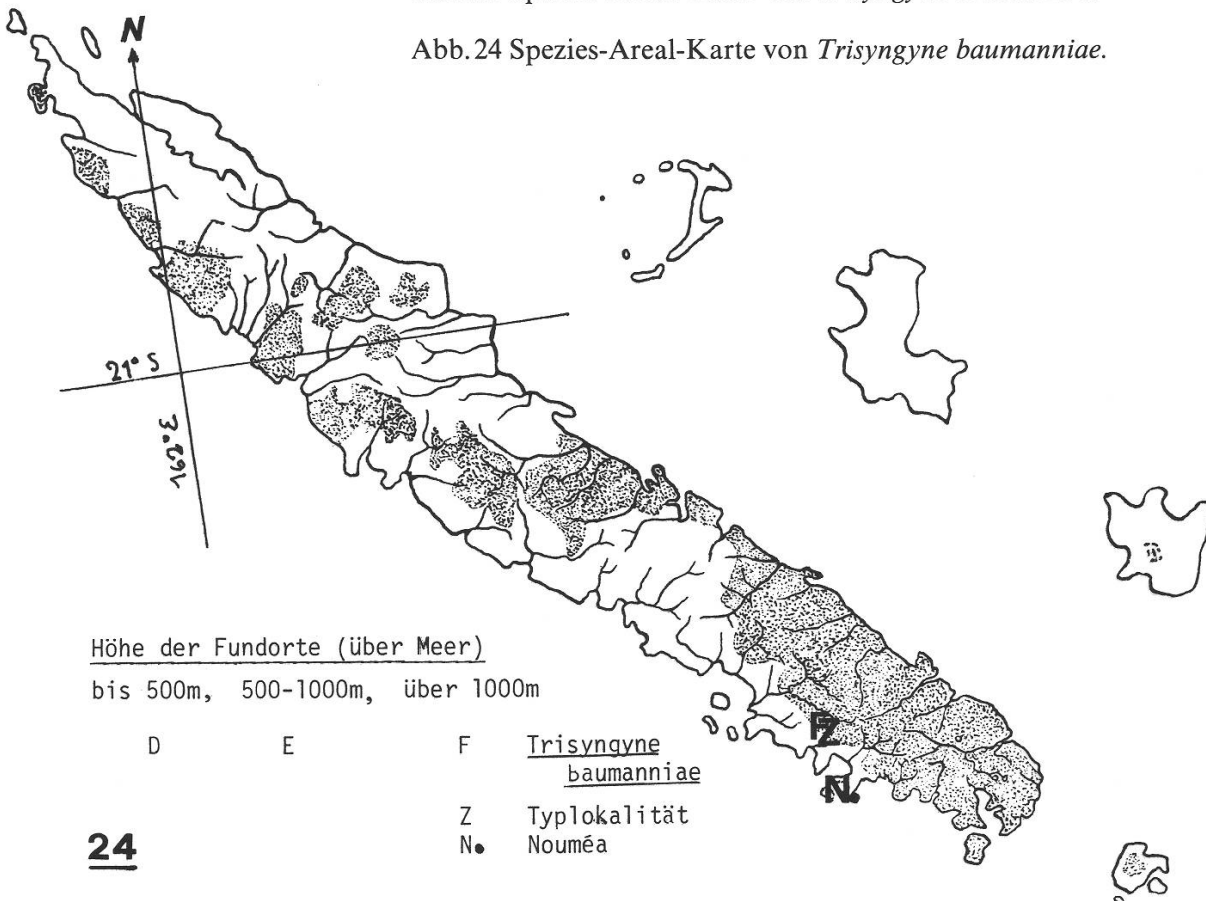 N
Abb. 24 Spezies-Areal-Karte von Trisyngyne baumanniae.
21° S
Höhe der Fundorte (über Meer)
bis 500m, 500-1000m, über 1000m
D E F Trisyngyne
baumanniae
Z Typlokalität
N. Nouméa
F
Z
N.
24